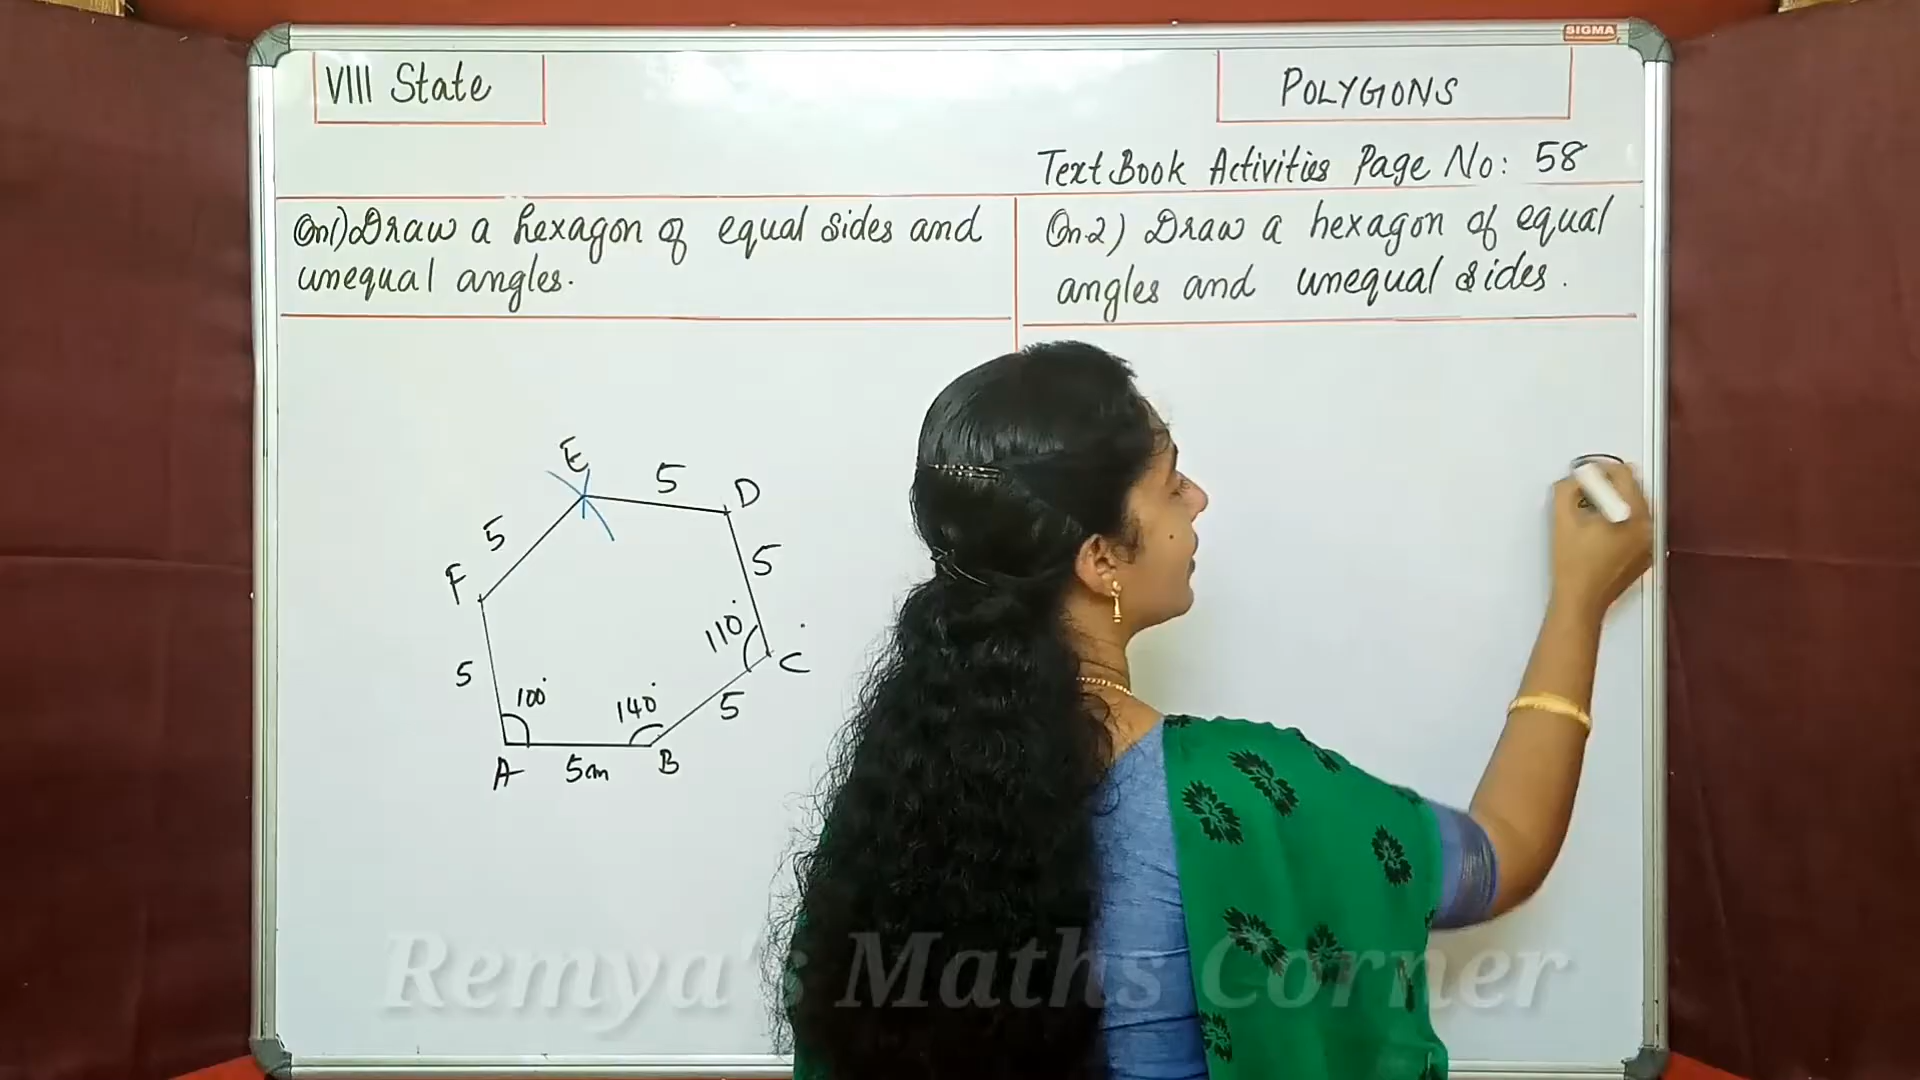 SIGMA
VIII State
POLYGONS
Text Book Activities Page No: 58
Qn1) Draw a hexagon of equal sides and
unequal angles.
Qn.2) Draw a hexagon of equal
angles and unequal sides.
E
5
D
5
F
5
110°
C
5
100°
140°
5
A
5cm
B
Remya's Maths Corner